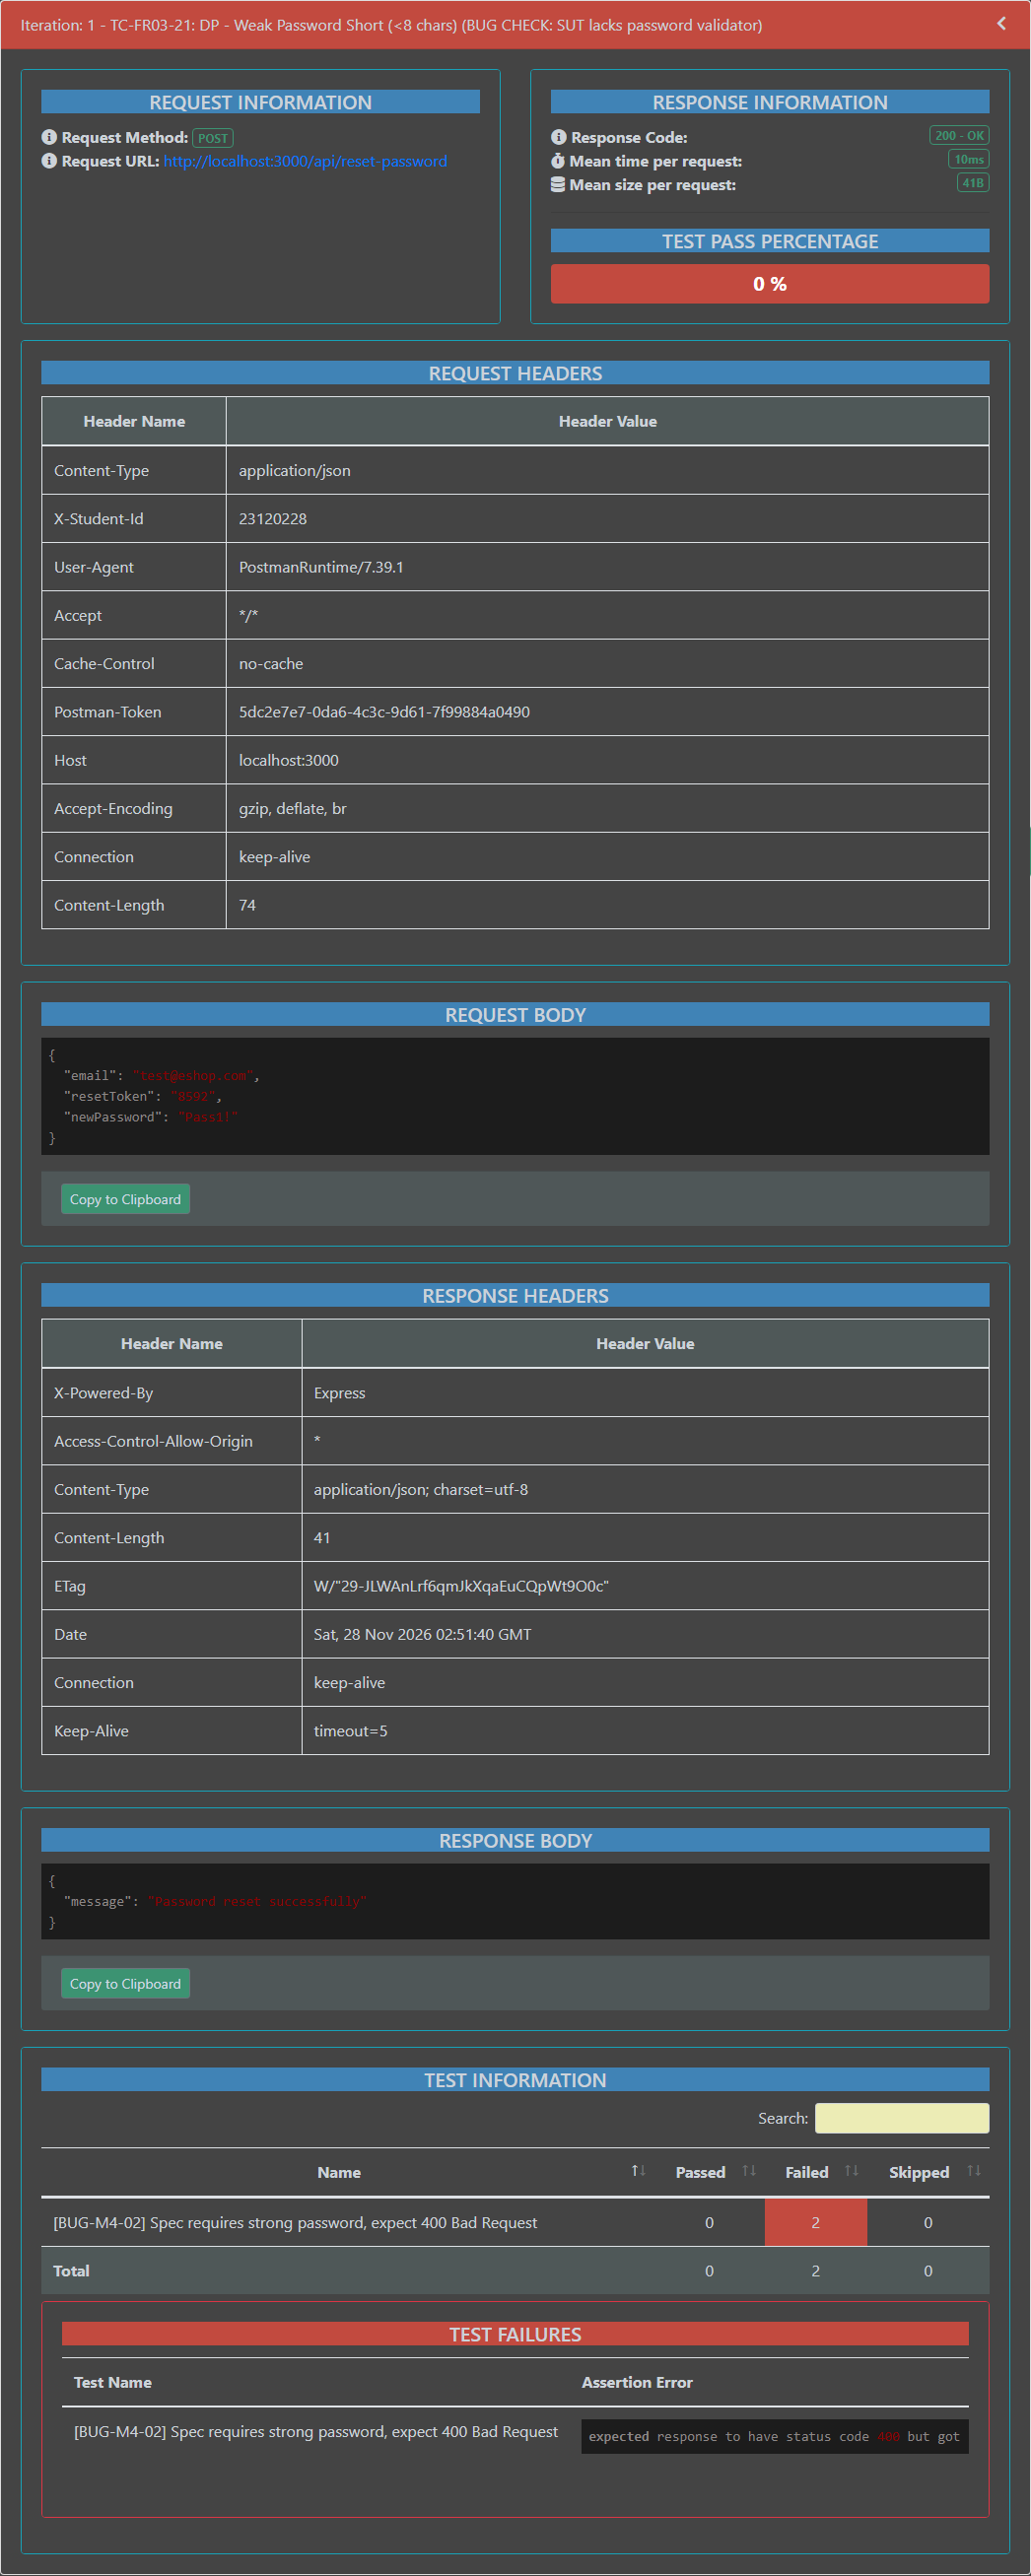 Iteration: 1 - TC-FR03-21: DP - Weak Password Short (<8 chars) (BUG CHECK: SUT lacks password validator)
REQUEST INFORMATION
Request Method: POST
Request URL: http://localhost:3000/api/reset-password
RESPONSE INFORMATION
Response Code: 200 - OK
Mean time per request: 10ms
Mean size per request: 41B
TEST PASS PERCENTAGE
0 %
REQUEST HEADERS
Header Name Header Value
Content-Type application/json
X-Student-Id 23120228
User-Agent PostmanRuntime/7.39.1
Accept */*
Cache-Control no-cache
Postman-Token 5dc2e7e7-0da6-4c3c-9d61-7f99884a0490
Host localhost:3000
Accept-Encoding gzip, deflate, br
Connection keep-alive
Content-Length 74
REQUEST BODY
{
"email": "test@eshop.com",
"resetToken": "8592",
"newPassword": "Pass1!"
}
Copy to Clipboard
RESPONSE HEADERS
Header Name Header Value
X-Powered-By Express
Access-Control-Allow-Origin *
Content-Type application/json; charset=utf-8
Content-Length 41
ETag W/"29-JLWAnLrf6qmJkXqaEuCQpWt9O0c"
Date Sat, 28 Nov 2026 02:51:40 GMT
Connection keep-alive
Keep-Alive timeout=5
RESPONSE BODY
{
"message": "Password reset successfully"
}
Copy to Clipboard
TEST INFORMATION
Search:
Name Passed Failed Skipped
[BUG-M4-02] Spec requires strong password, expect 400 Bad Request 0 2 0
Total 0 2 0
TEST FAILURES
Test Name Assertion Error
[BUG-M4-02] Spec requires strong password, expect 400 Bad Request expected response to have status code 400 but got